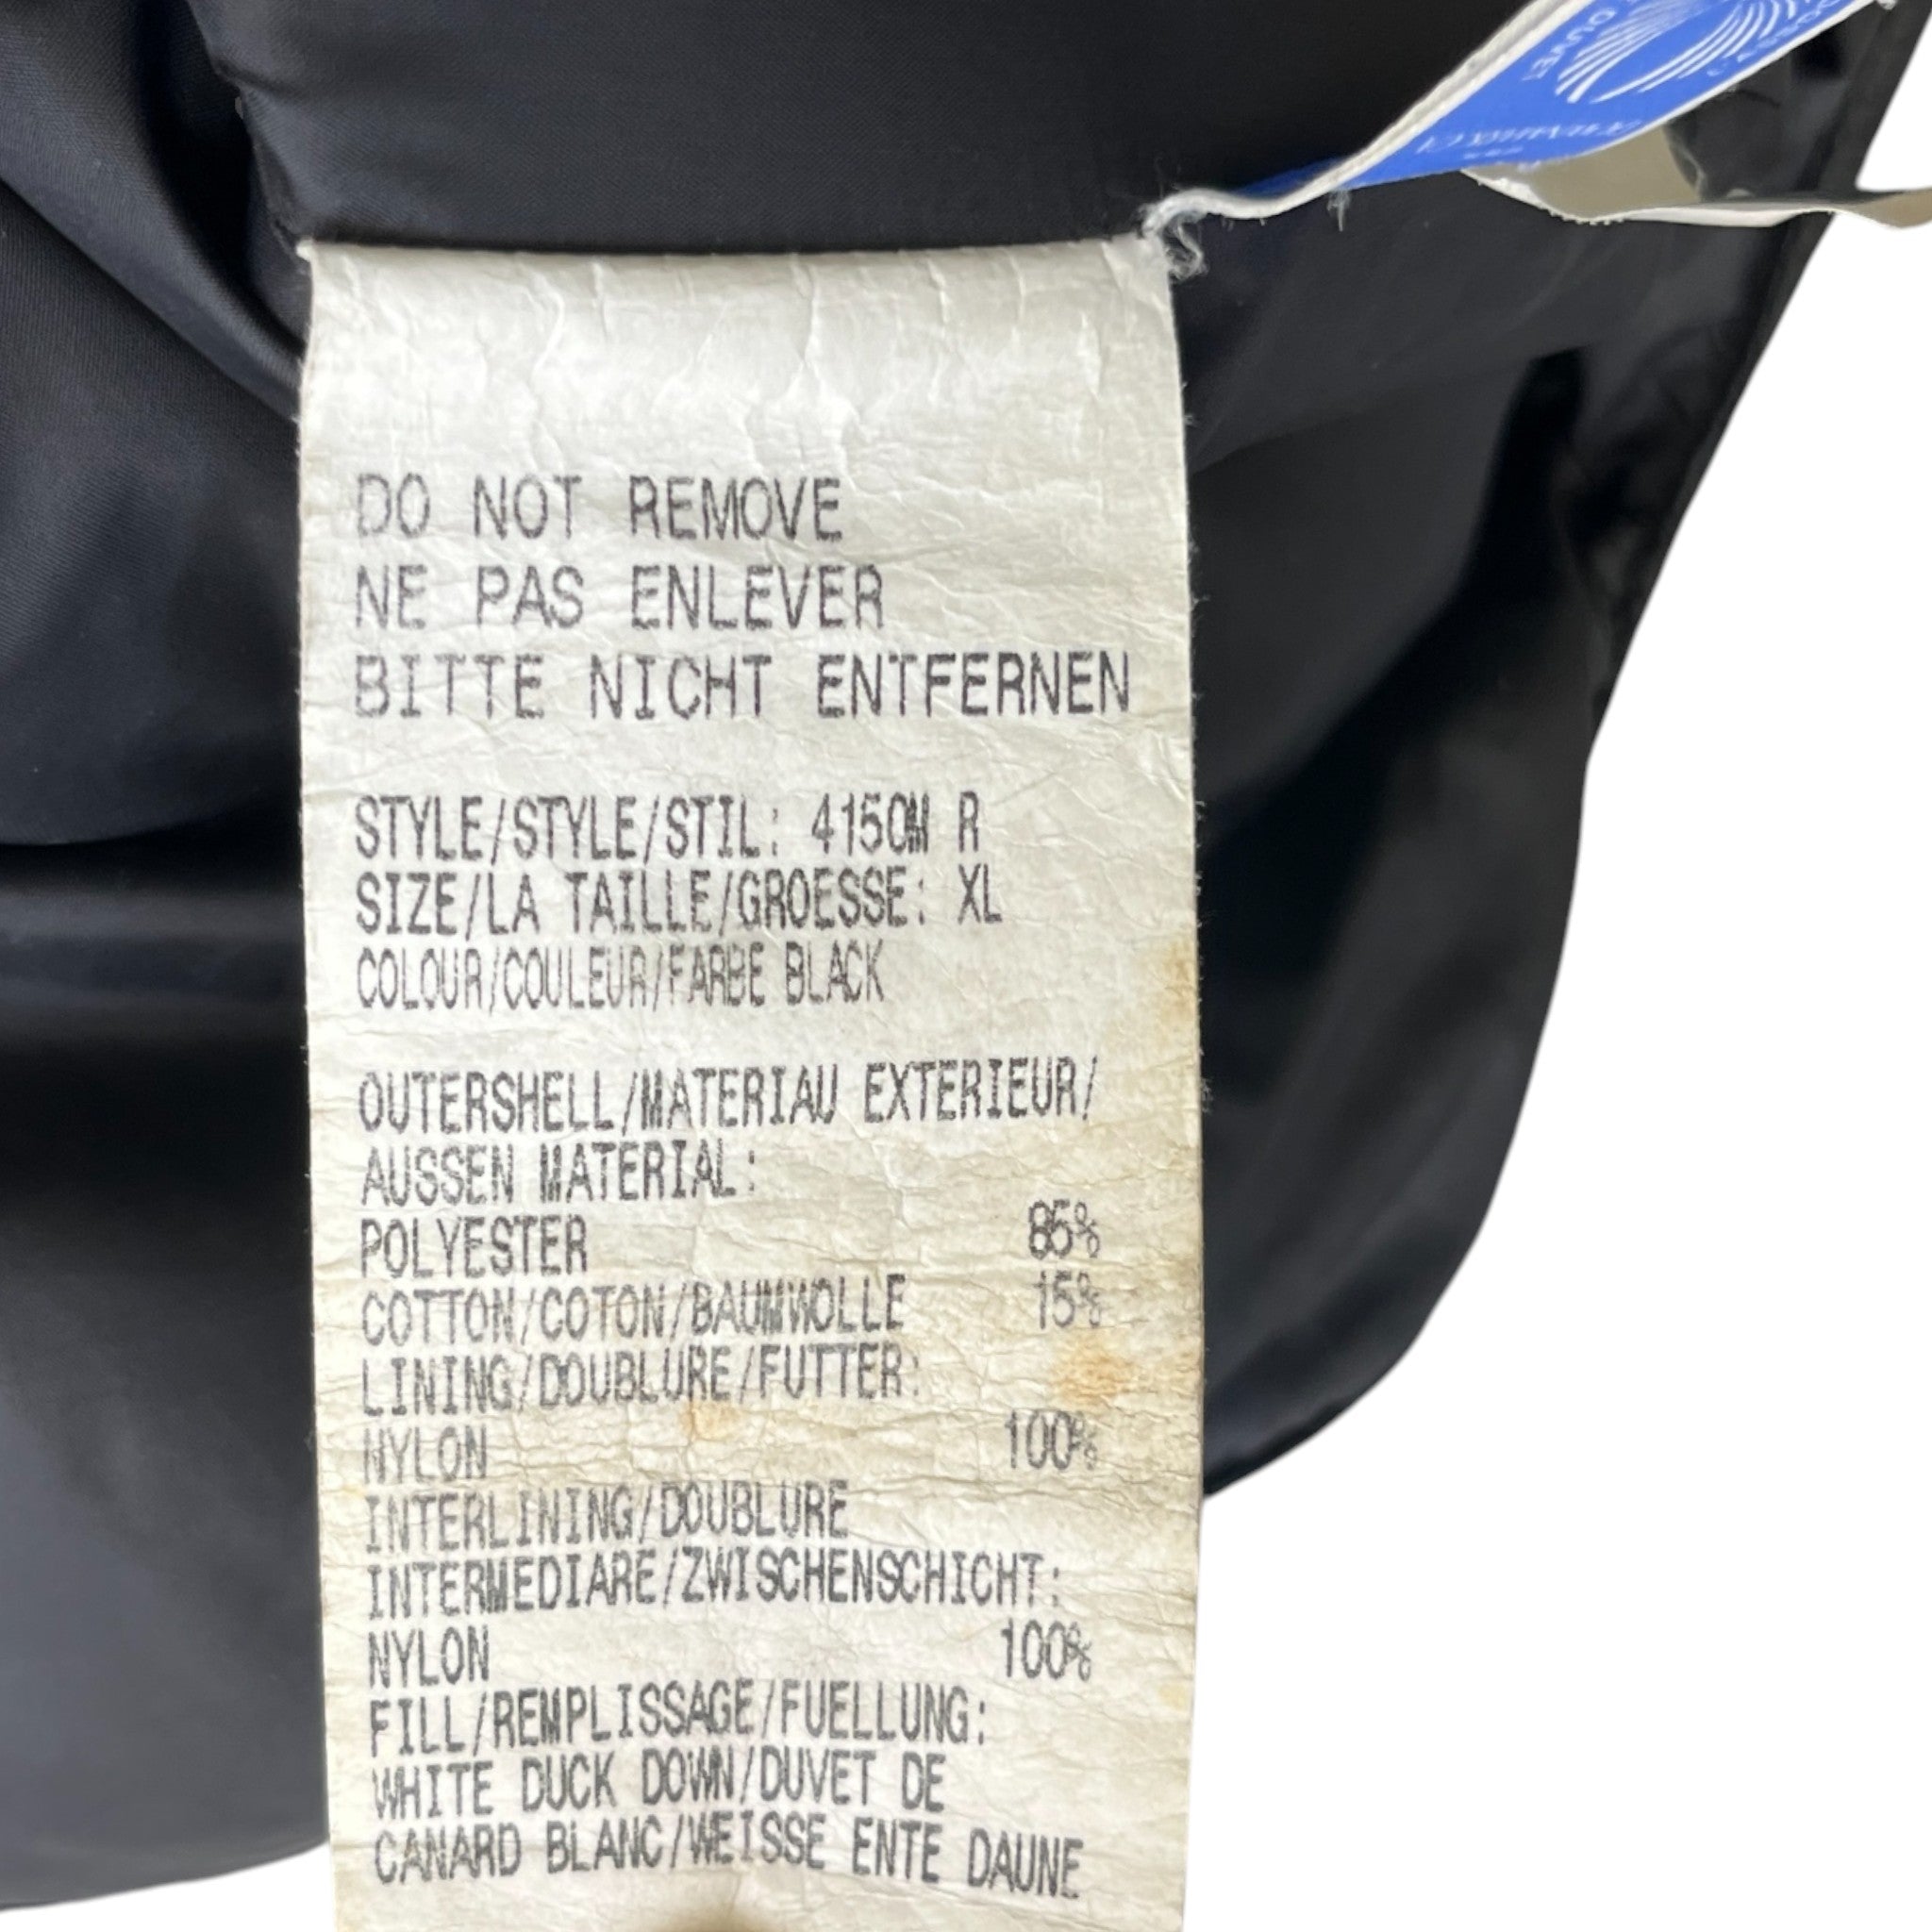 DO NOT REMOVE
NE PAS ENLEVER
BITTE NICHT ENTFERNEN
STYLE/STYLE/STIL: 4150M R
SIZE/LA TAILLE/GROESSE: XL
COLOUR/COULEUR/FARBE BLACK
OUTERSHELL/MATERIAU EXTERIEUR/
AUSSEN MATERIAL:
POLYESTER 85%
COTTON/COTON/BAUMWOLLE 15%
LINING/DOUBLURE/FUTTER:
NYLON 100%
INTERLINING/DOUBLURE
INTERMEDIARE/ZWISCHENSCHICHT:
NYLON 100%
FILL/REMPLISSAGE/FUELLUNG:
WHITE DUCK DOWN/DUVET DE
CANARD BLANC/WEISSE ENTE DAUNE